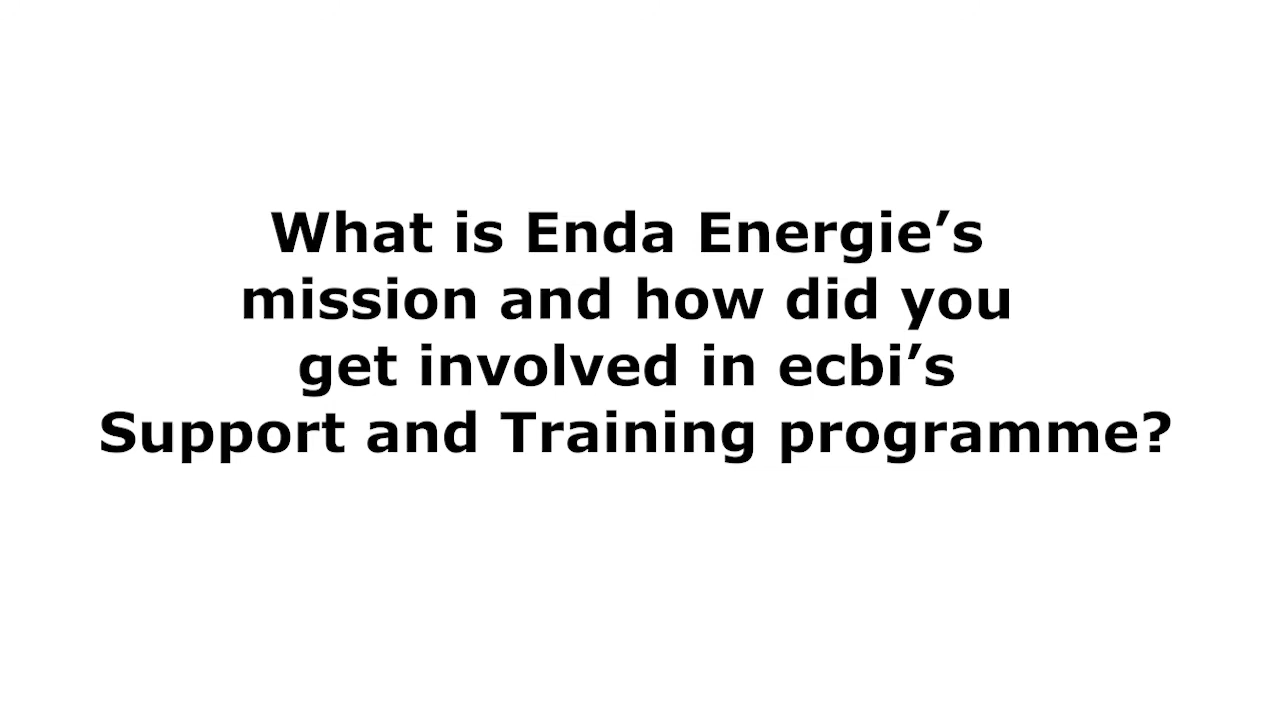 What is Enda Energie’s
mission and how did you
get involved in ecbi’s
Support and Training programme?